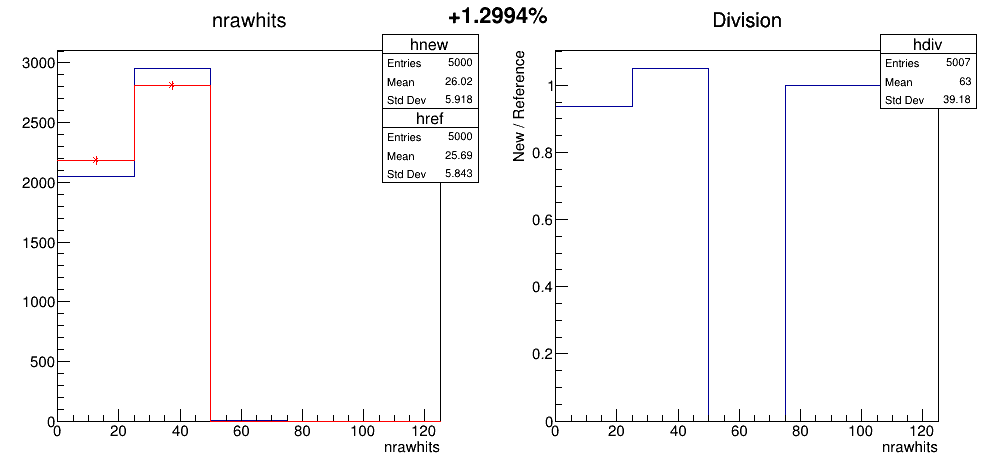 +1.2994%
nrawhits
hnew
Entries 5000
Mean 26.02
Std Dev 5.918
href
Entries 5000
Mean 25.69
Std Dev 5.843
3000
2500
2000
1500
1000
500
0
0 20 40 60 80 100 120
nrawhits
Division
hdiv
Entries 5007
Mean 63
Std Dev 39.18
New / Reference
1
0.8
0.6
0.4
0.2
0
0 20 40 60 80 100 120
nrawhits